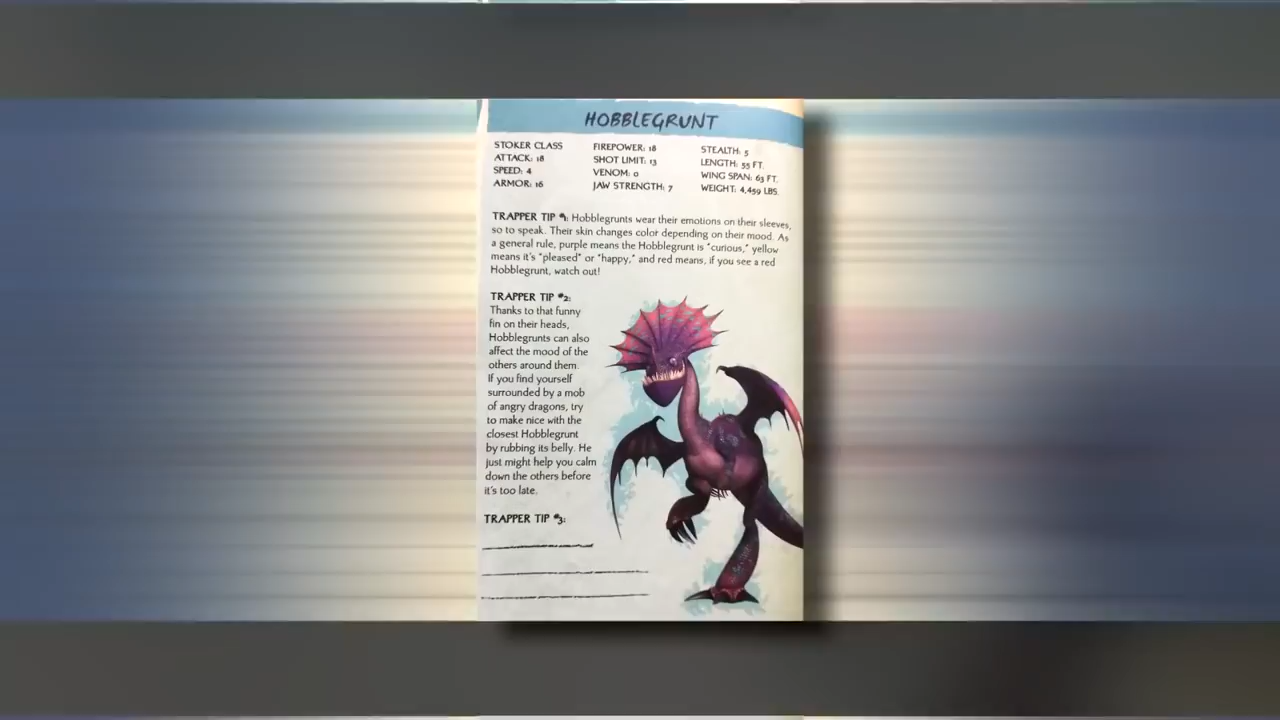 HOBBLEGRUNT
STOKER CLASS
ATTACK: 18
SPEED: 4
ARMOR: 16
FIREPOWER: 18
SHOT LIMIT: 13
VENOM: 0
JAW STRENGTH: 7
STEALTH: 5
LENGTH: 55 FT.
WING SPAN: 63 FT.
WEIGHT: 4,459 LBS.
TRAPPER TIP #1: Hobblegrunts wear their emotions on their sleeves,
so to speak. Their skin changes color depending on their mood. As
a general rule, purple means the Hobblegrunt is "curious," yellow
means it's "pleased" or "happy," and red means, if you see a red
Hobblegrunt, watch out!
TRAPPER TIP #2:
Thanks to that funny
fin on their heads,
Hobblegrunts can also
affect the mood of the
others around them.
If you find yourself
surrounded by a mob
of angry dragons, try
to make nice with the
closest Hobblegrunt
by rubbing its belly. He
just might help you calm
down the others before
it's too late.
TRAPPER TIP #3: